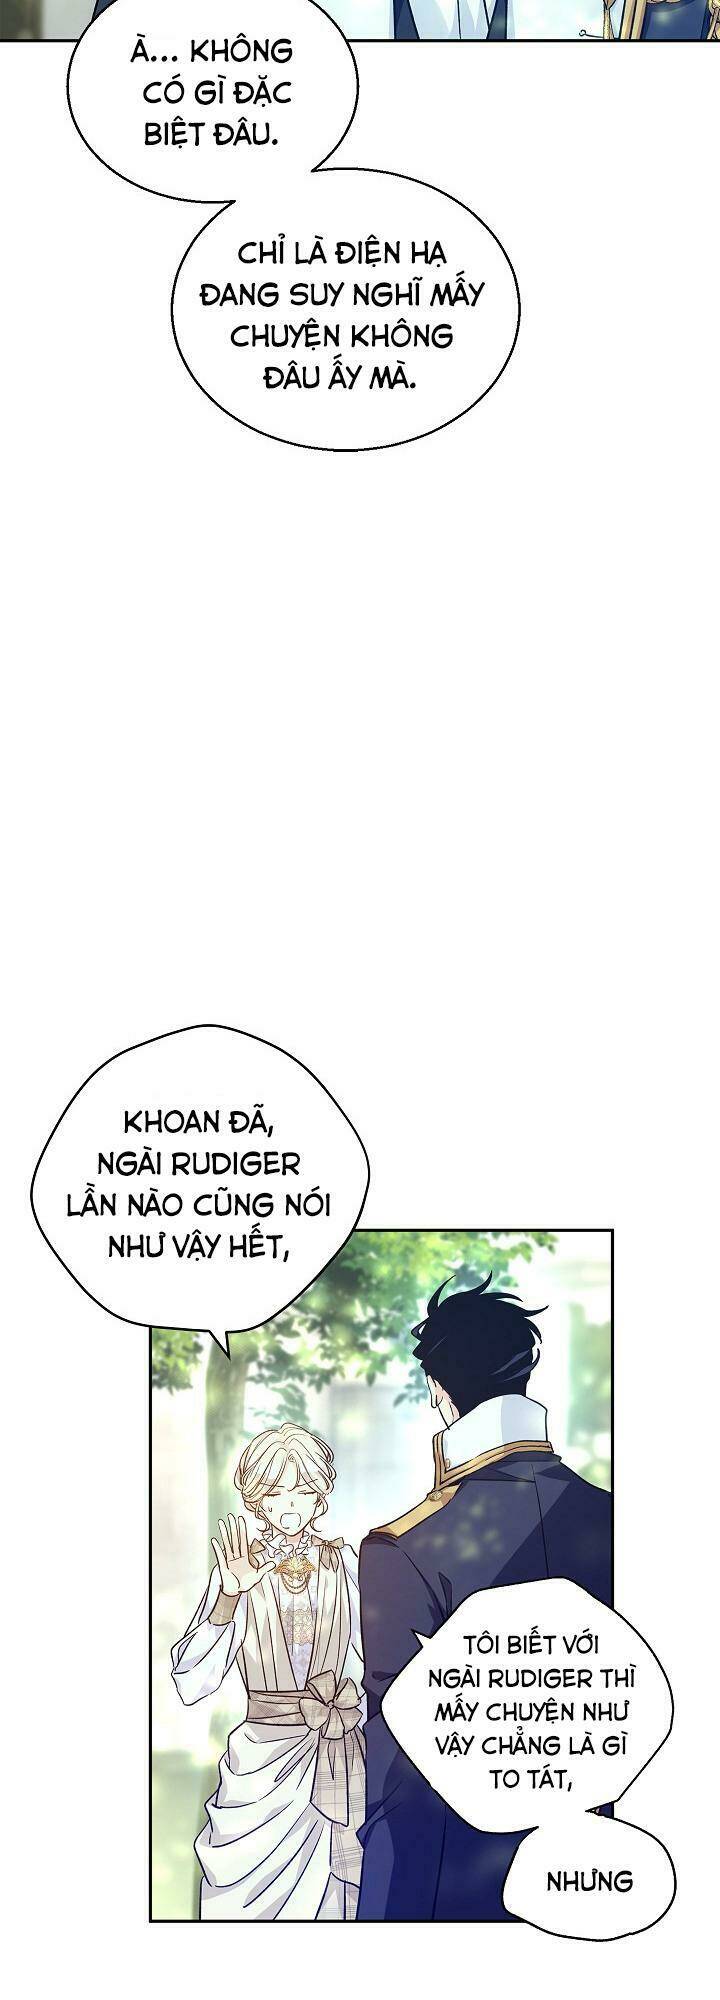 À... KHÔNG
CÓ GÌ ĐẶC
BIỆT ĐÂU.
CHỈ LÀ ĐIỆN HẠ
ĐANG SUY NGHĨ MẤY
CHUYỆN KHÔNG
ĐÂU ẤY MÀ.
KHOAN ĐÃ,
NGÀI RUDIGER
LẦN NÀO CŨNG NÓI
NHƯ VẬY HẾT,
TÔI BIẾT VỚI
NGÀI RUDIGER THÌ
MẤY CHUYỆN NHƯ
VẬY CHẲNG LÀ GÌ
TO TÁT,
NHƯNG